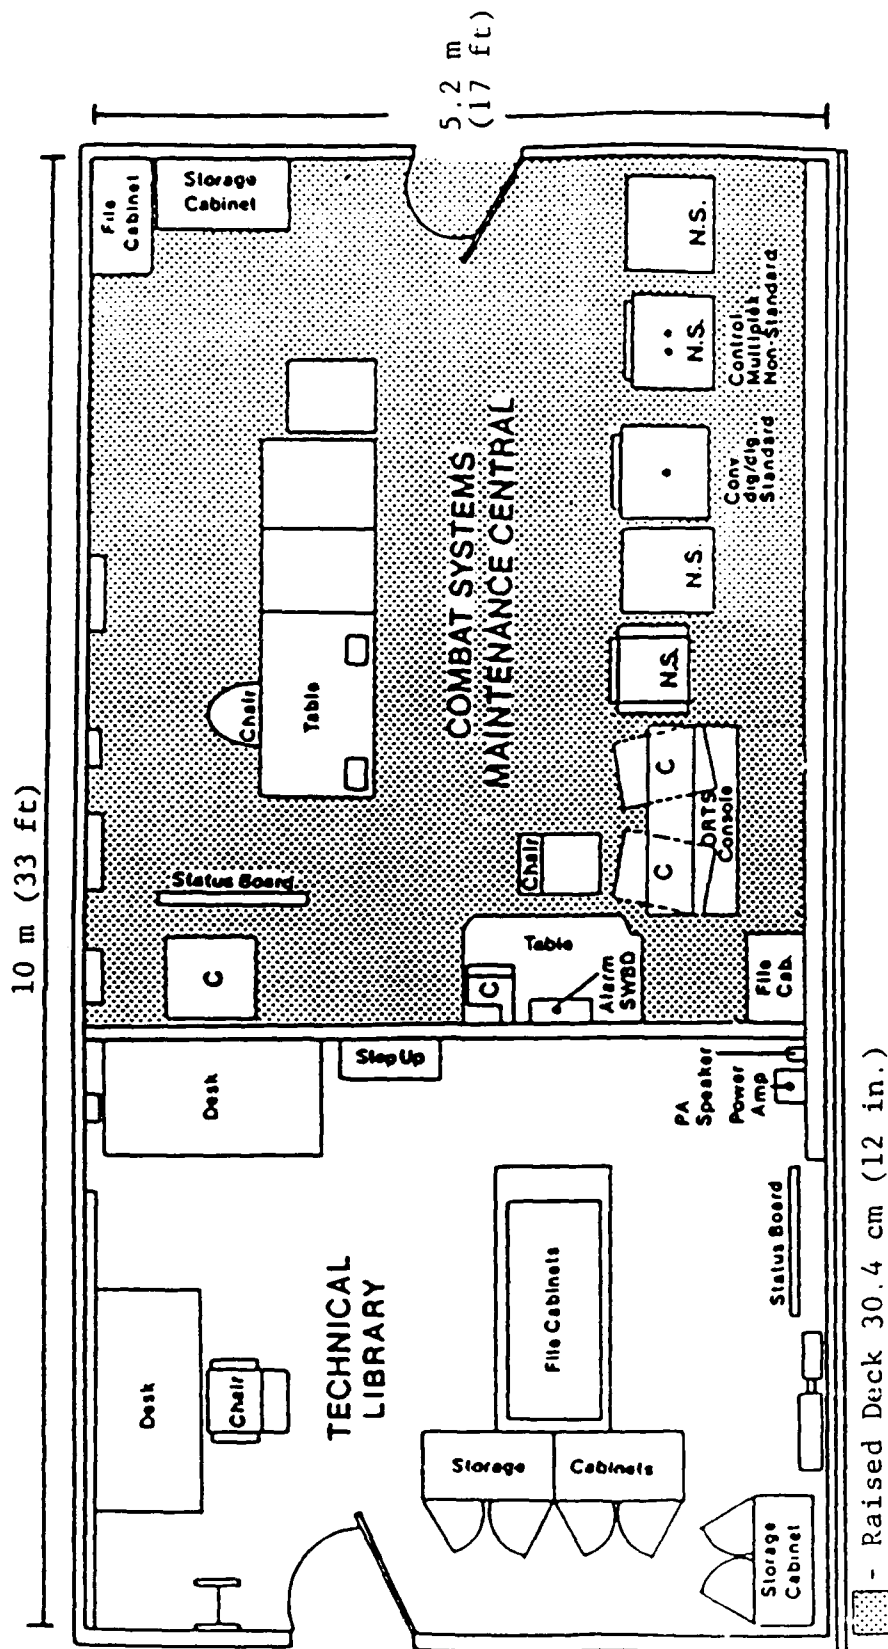 10 m (33 ft)
5.2 m
(17 ft)
Desk
Chair
TECHNICAL
LIBRARY
Storage
Cabinets
File Cabinets
Storage
Cabinet
Status Board
Desk
Step Up
PA
Speaker
Power
Amp
C
Status Board
C
Table
Alarm
SWBD
File
Cab.
Chair
C
C
ORTS
Console
Chair
Table
COMBAT SYSTEMS
MAINTENANCE CENTRAL
N.S.
N.S.
Conv
dig/dig
Standard
N.S.
Control
Multiplex
Non Standard
N.S.
File
Cabinet
Storage
Cabinet
- Raised Deck 30.4 cm (12 in.)